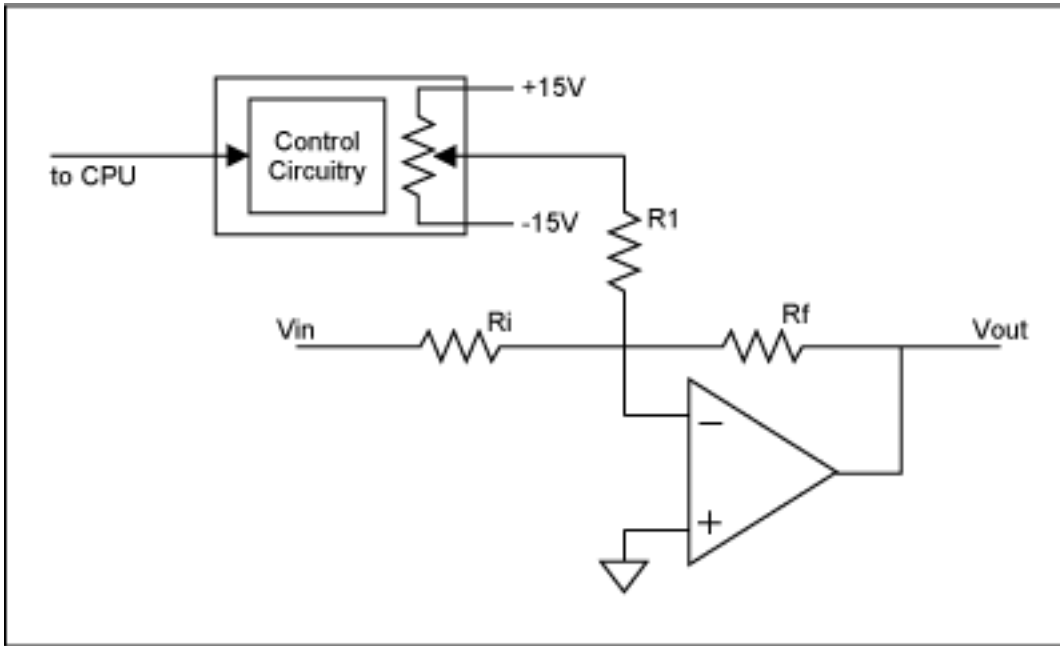 +15V
Control
Circuitry
to CPU
-15V
R1
Vin
Ri
Rf
Vout
−
+